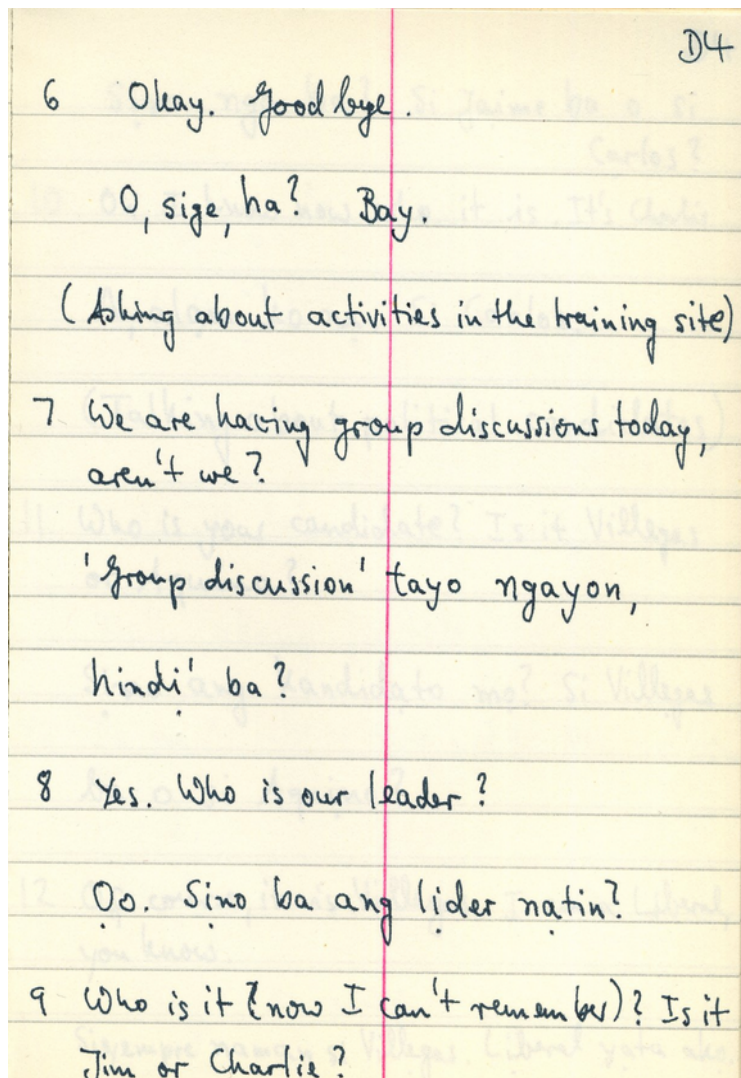 D4
6 Okay. Goodbye.
O, sige, ha? Bay.
(Asking about activities in the training site)
7 We are having group discussions today,
aren't we?
'Group discussion' tayo ngayon,
hindi' ba?
8 Yes. Who is our leader?
Oo. Sino ba ang lider natin?
9 Who is it (now I can't remember)? Is it
Jim or Charlie?